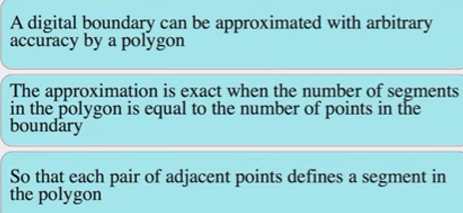 A digital boundary can be approximated with arbitrary
accuracy by a polygon
The approximation is exact when the number of segments
in the polygon is equal to the number of points in the
boundary
So that each pair of adjacent points defines a segment in
the polygon